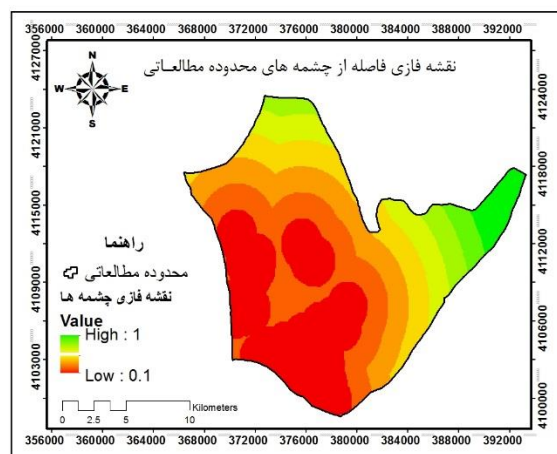 356000 360000 364000 368000 372000 376000 380000 384000 388000 392000
نقشه فازی فاصله از چشمه های محدوده مطالعـاتی
N
W E
S
4127000
4121000
4115000
4109000
4103000
4124000
4118000
4112000
4106000
4100000
راهنما
محدوده مطالعاتی
نقشه فازی چشمه هـا
Value
High : 1
Low : 0.1
Kilometers
0 2.5 5 10
356000 360000 364000 368000 372000 376000 380000 384000 388000 392000